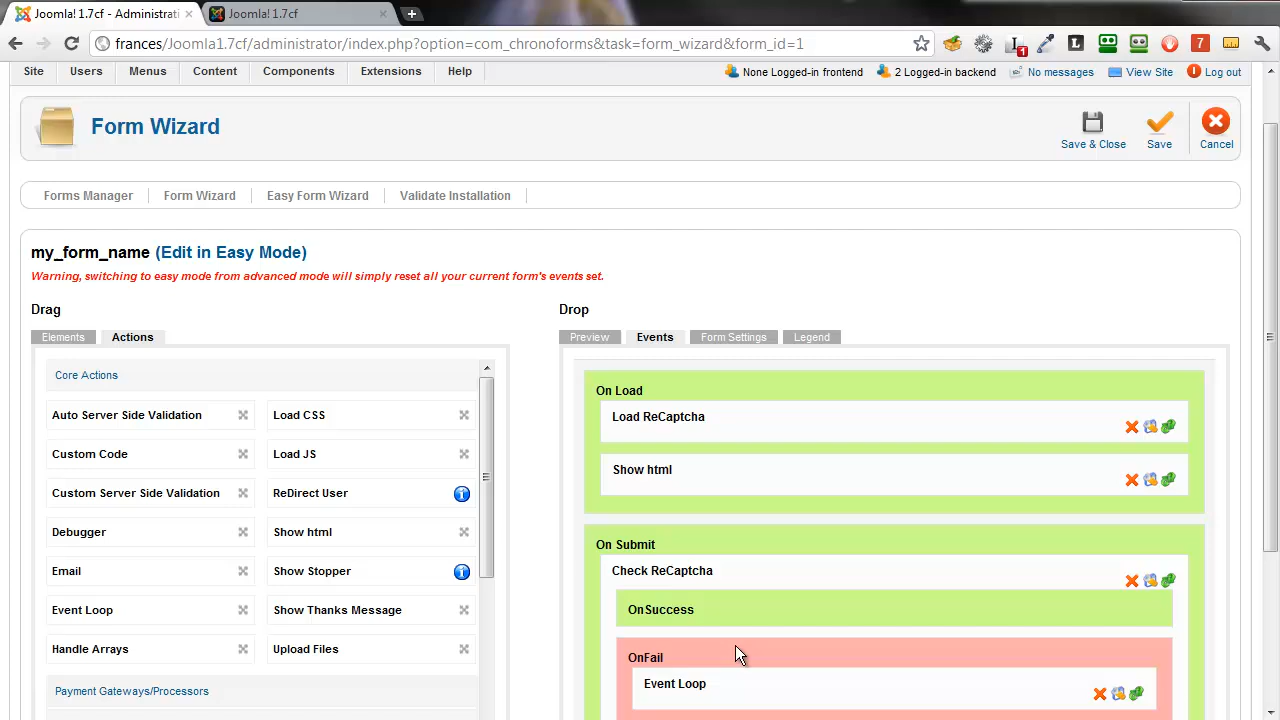 Joomla! 1.7cf - Administrati
Joomla! 1.7cf
frances/Joomla1.7cf/administrator/index.php?option=com_chronoforms&task=form_wizard&form_id=1
1
7
Site Users Menus Content Components Extensions Help None Logged-in frontend 2 Logged-in backend No messages View Site Log out
Form Wizard
Save & Close Save Cancel
Forms Manager Form Wizard Easy Form Wizard Validate Installation
my_form_name (Edit in Easy Mode)
Warning, switching to easy mode from advanced mode will simply reset all your current form's events set.
Drag
Elements Actions
Core Actions
Auto Server Side Validation Load CSS
Custom Code Load JS
Custom Server Side Validation ReDirect User
Debugger Show html
Email Show Stopper
Event Loop Show Thanks Message
Handle Arrays Upload Files
Payment Gateways/Processors
Drop
Preview Events Form Settings Legend
On Load
Load ReCaptcha
Show html
On Submit
Check ReCaptcha
OnSuccess
OnFail
Event Loop